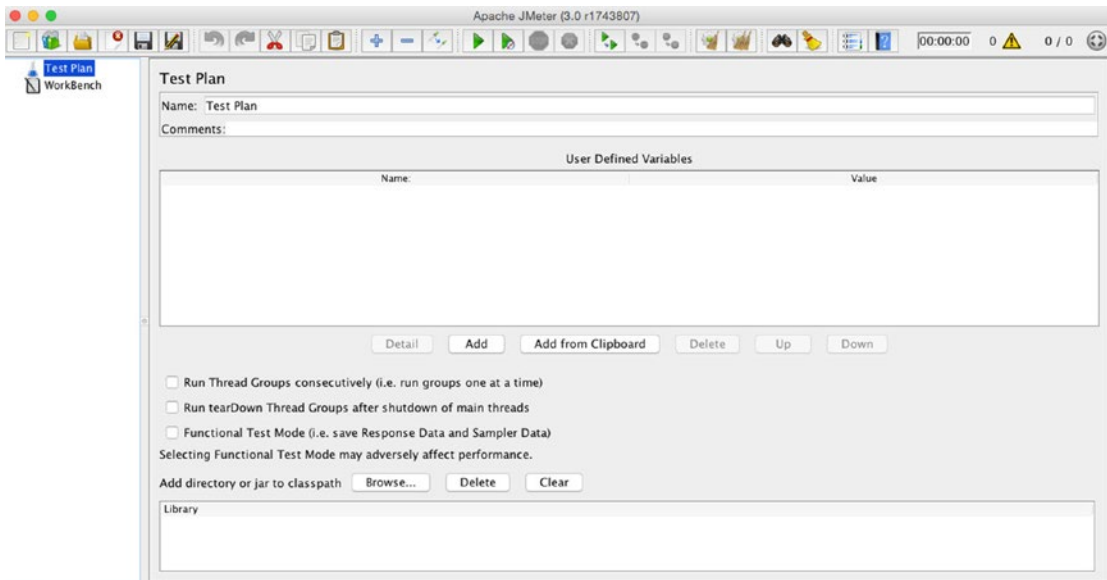 Apache JMeter (3.0 r1743807)
00:00:00 0 0 / 0
Test Plan
WorkBench
Test Plan
Name: Test Plan
Comments:
User Defined Variables
Name: Value
Detail Add Add from Clipboard Delete Up Down
Run Thread Groups consecutively (i.e. run groups one at a time)
Run tearDown Thread Groups after shutdown of main threads
Functional Test Mode (i.e. save Response Data and Sampler Data)
Selecting Functional Test Mode may adversely affect performance.
Add directory or jar to classpath Browse... Delete Clear
Library